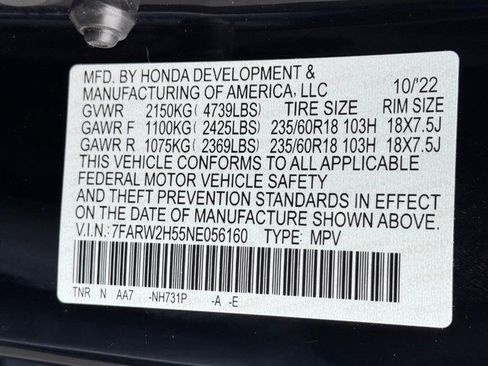 MFD. BY HONDA DEVELOPMENT &
MANUFACTURING OF AMERICA, LLC 10/'22
GVWR 2150KG ( 4739LBS) TIRE SIZE RIM SIZE
GAWR F 1100KG ( 2425LBS) 235/60R18 103H 18X7.5J
GAWR R 1075KG ( 2369LBS) 235/60R18 103H 18X7.5J
THIS VEHICLE CONFORMS TO ALL APPLICABLE
FEDERAL MOTOR VEHICLE SAFETY
AND THEFT PREVENTION STANDARDS IN EFFECT
ON THE DATE OF MANUFACTURE SHOWN ABOVE.
V.I.N.: 7FARW2H55NE056160 TYPE: MPV
TNR N AA7 -NH731P -A -E